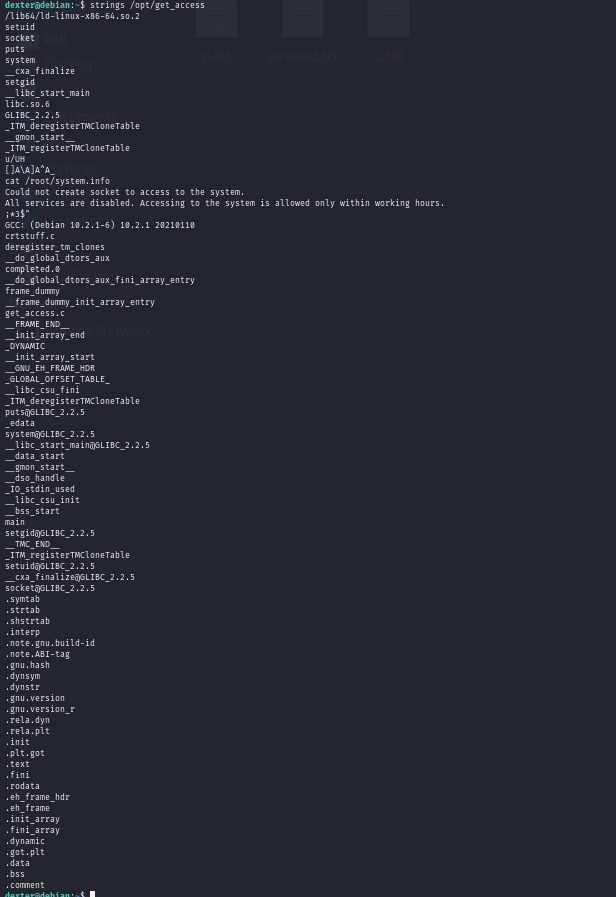 dexter@debian:~$ strings /opt/get_access
/lib64/ld-linux-x86-64.so.2
setuid
socket
puts
system
__cxa_finalize
setgid
__libc_start_main
libc.so.6
GLIBC_2.2.5
_ITM_deregisterTMCloneTable
__gmon_start__
_ITM_registerTMCloneTable
u/UH
[]A\A]A^A_
cat /root/system.info
Could not create socket to access to the system.
All services are disabled. Accessing to the system is allowed only within working hours.
;*3$"
GCC: (Debian 10.2.1-6) 10.2.1 20210110
crtstuff.c
deregister_tm_clones
__do_global_dtors_aux
completed.0
__do_global_dtors_aux_fini_array_entry
frame_dummy
__frame_dummy_init_array_entry
get_access.c
__FRAME_END__
__init_array_end
_DYNAMIC
__init_array_start
__GNU_EH_FRAME_HDR
_GLOBAL_OFFSET_TABLE_
__libc_csu_fini
_ITM_deregisterTMCloneTable
puts@GLIBC_2.2.5
_edata
system@GLIBC_2.2.5
__libc_start_main@GLIBC_2.2.5
__data_start
__gmon_start__
__dso_handle
_IO_stdin_used
__libc_csu_init
__bss_start
main
setgid@GLIBC_2.2.5
__TMC_END__
_ITM_registerTMCloneTable
setuid@GLIBC_2.2.5
__cxa_finalize@GLIBC_2.2.5
socket@GLIBC_2.2.5
.symtab
.strtab
.shstrtab
.interp
.note.gnu.build-id
.note.ABI-tag
.gnu.hash
.dynsym
.dynstr
.gnu.version
.gnu.version_r
.rela.dyn
.rela.plt
.init
.plt.got
.text
.fini
.rodata
.eh_frame_hdr
.eh_frame
.init_array
.fini_array
.dynamic
.got.plt
.data
.bss
.comment
dexter@debian:~$
p.txt
passwd.txt
kali
Network